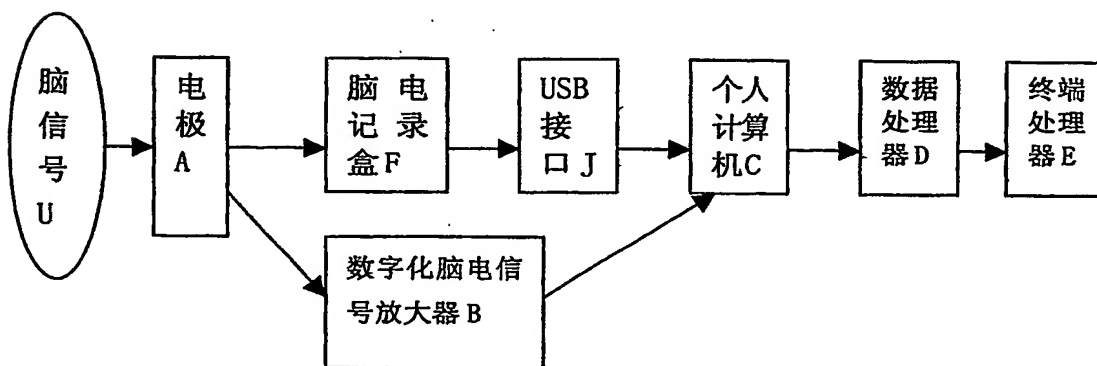 脑
信
号
U
电
极
A
脑 电
记 录
盒F
USB
接
口 J
个人
计算
机C
数据
处理
器D
终端
处理
器E
数字化脑电信
号放大器B